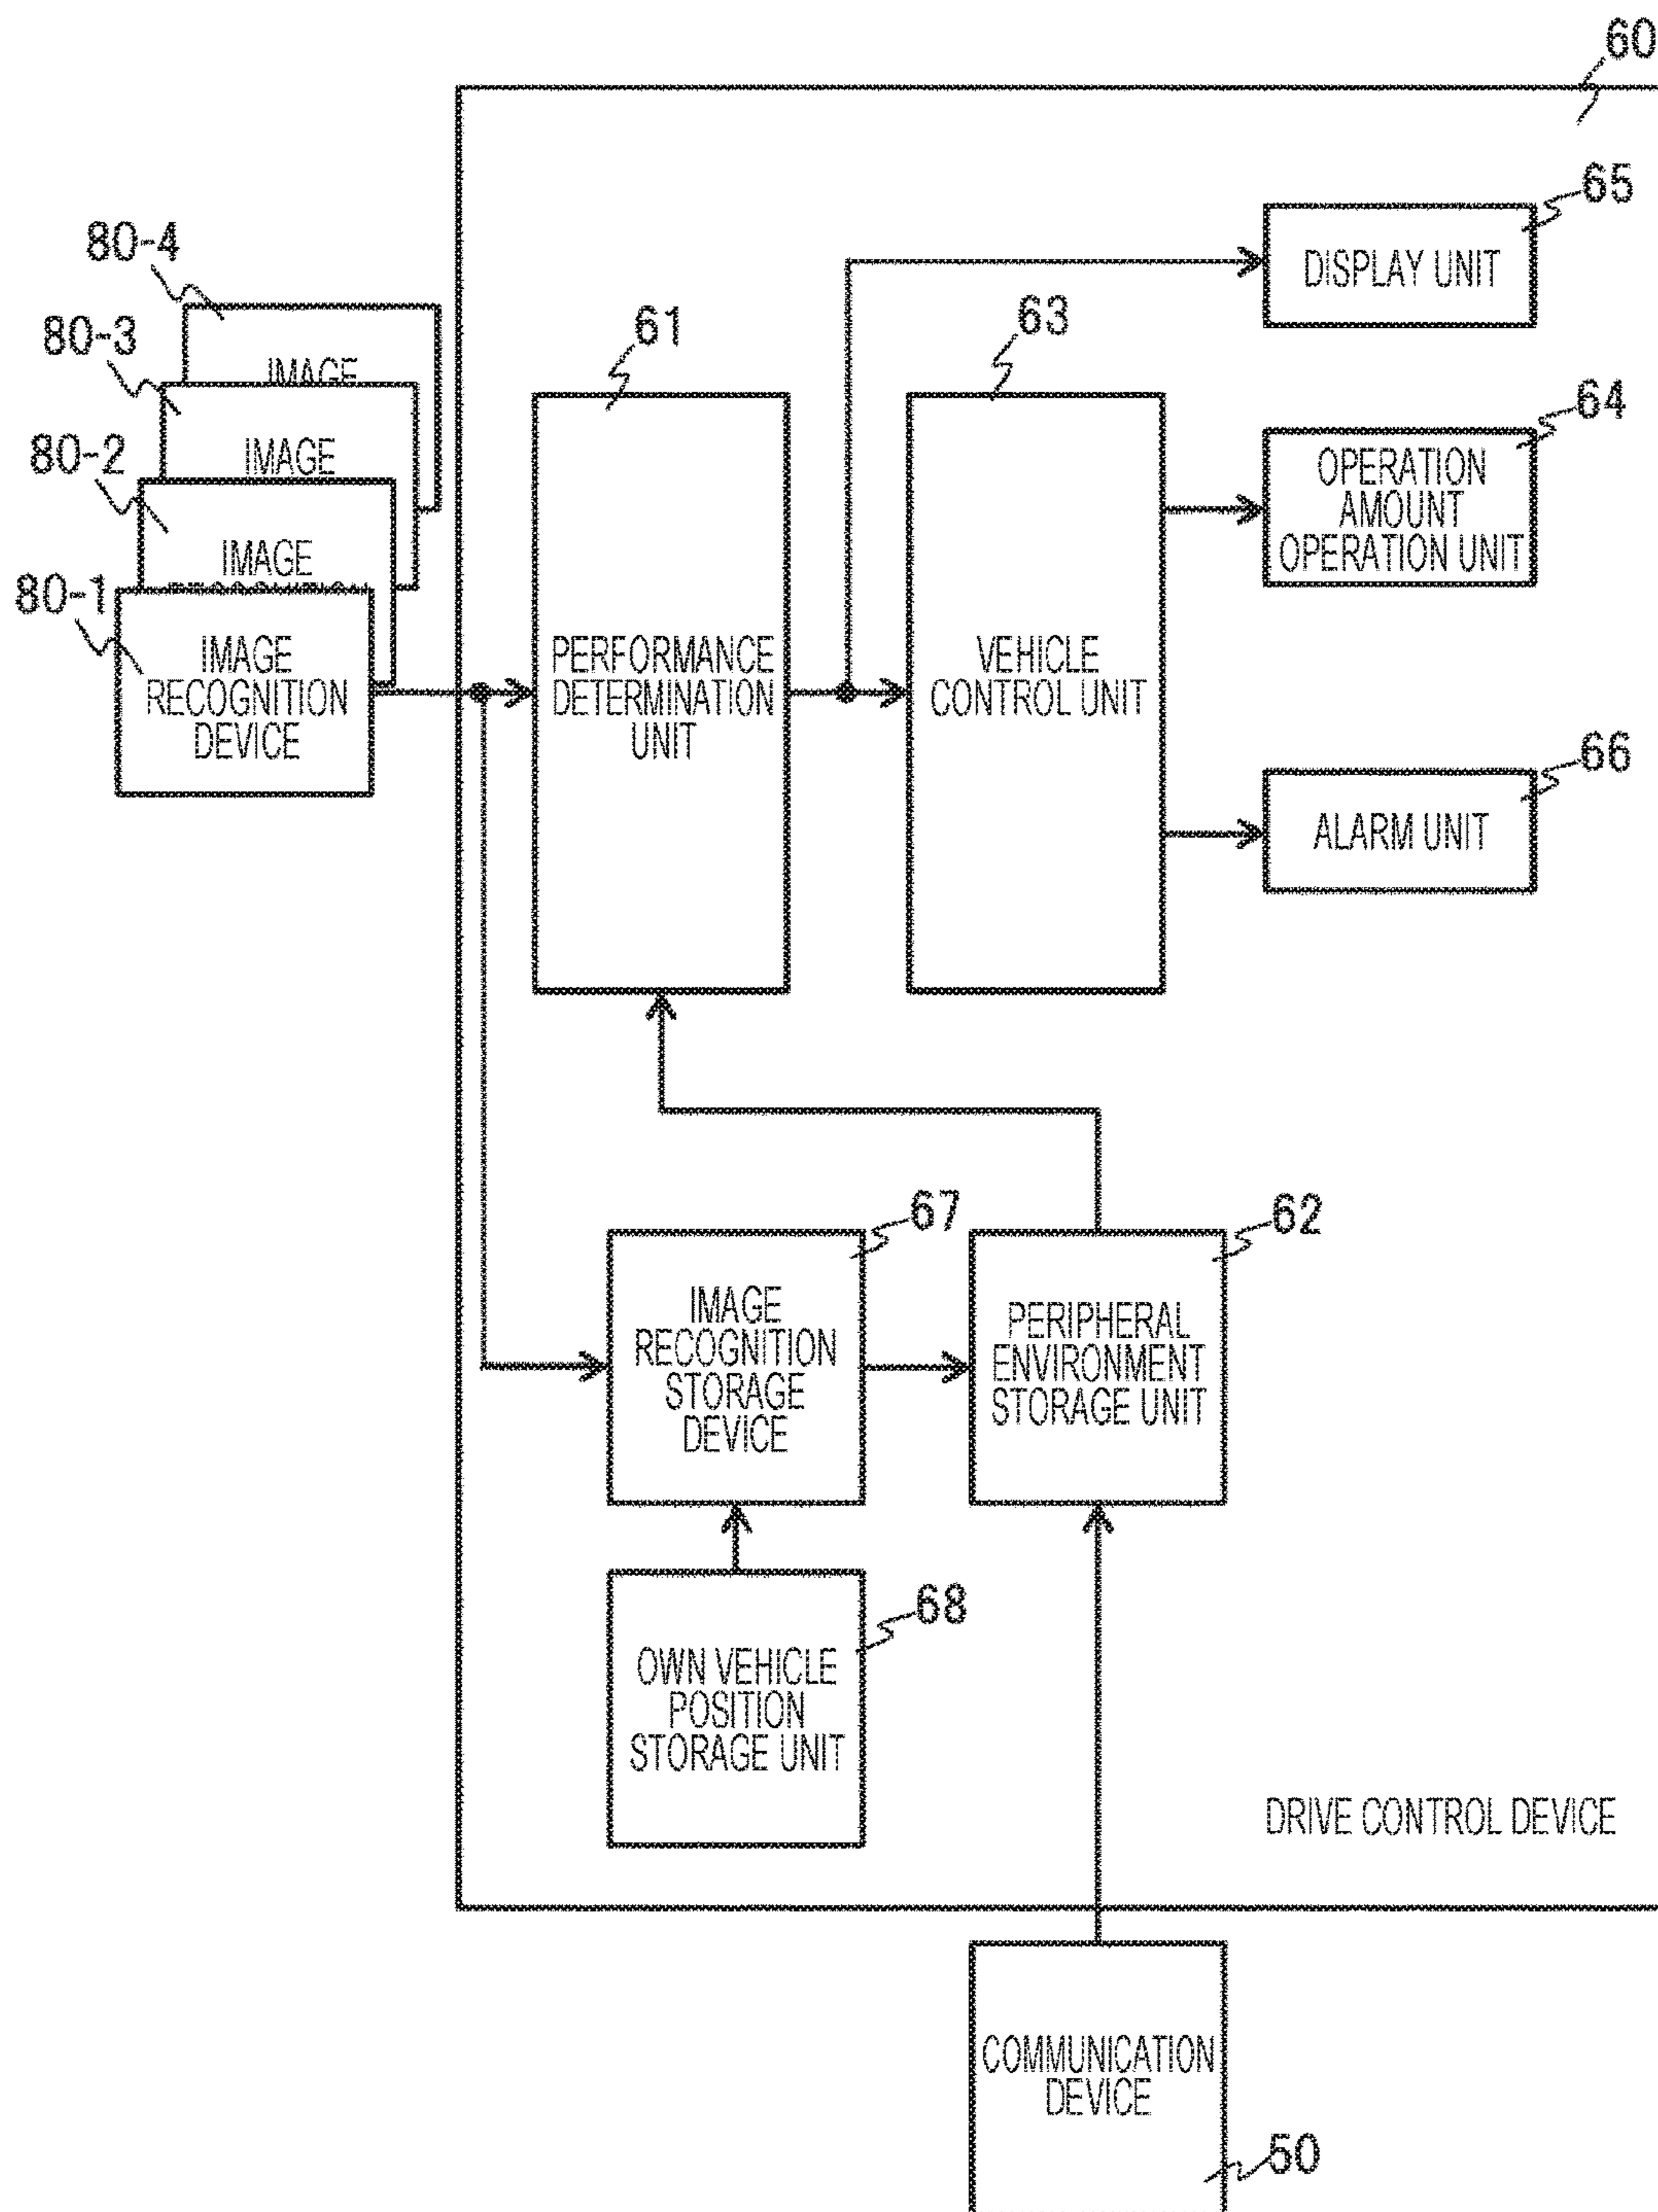 60
65
DISPLAY UNIT
80-4
IMAGE
80-3
IMAGE
80-2
IMAGE
80-1
IMAGE
RECOGNITION
DEVICE
61
PERFORMANCE
DETERMINATION
UNIT
63
VEHICLE
CONTROL UNIT
64
OPERATION
AMOUNT
OPERATION UNIT
66
ALARM UNIT
67
IMAGE
RECOGNITION
STORAGE
DEVICE
62
PERIPHERAL
ENVIRONMENT
STORAGE UNIT
68
OWN VEHICLE
POSITION
STORAGE UNIT
DRIVE CONTROL DEVICE
COMMUNICATION
DEVICE
50